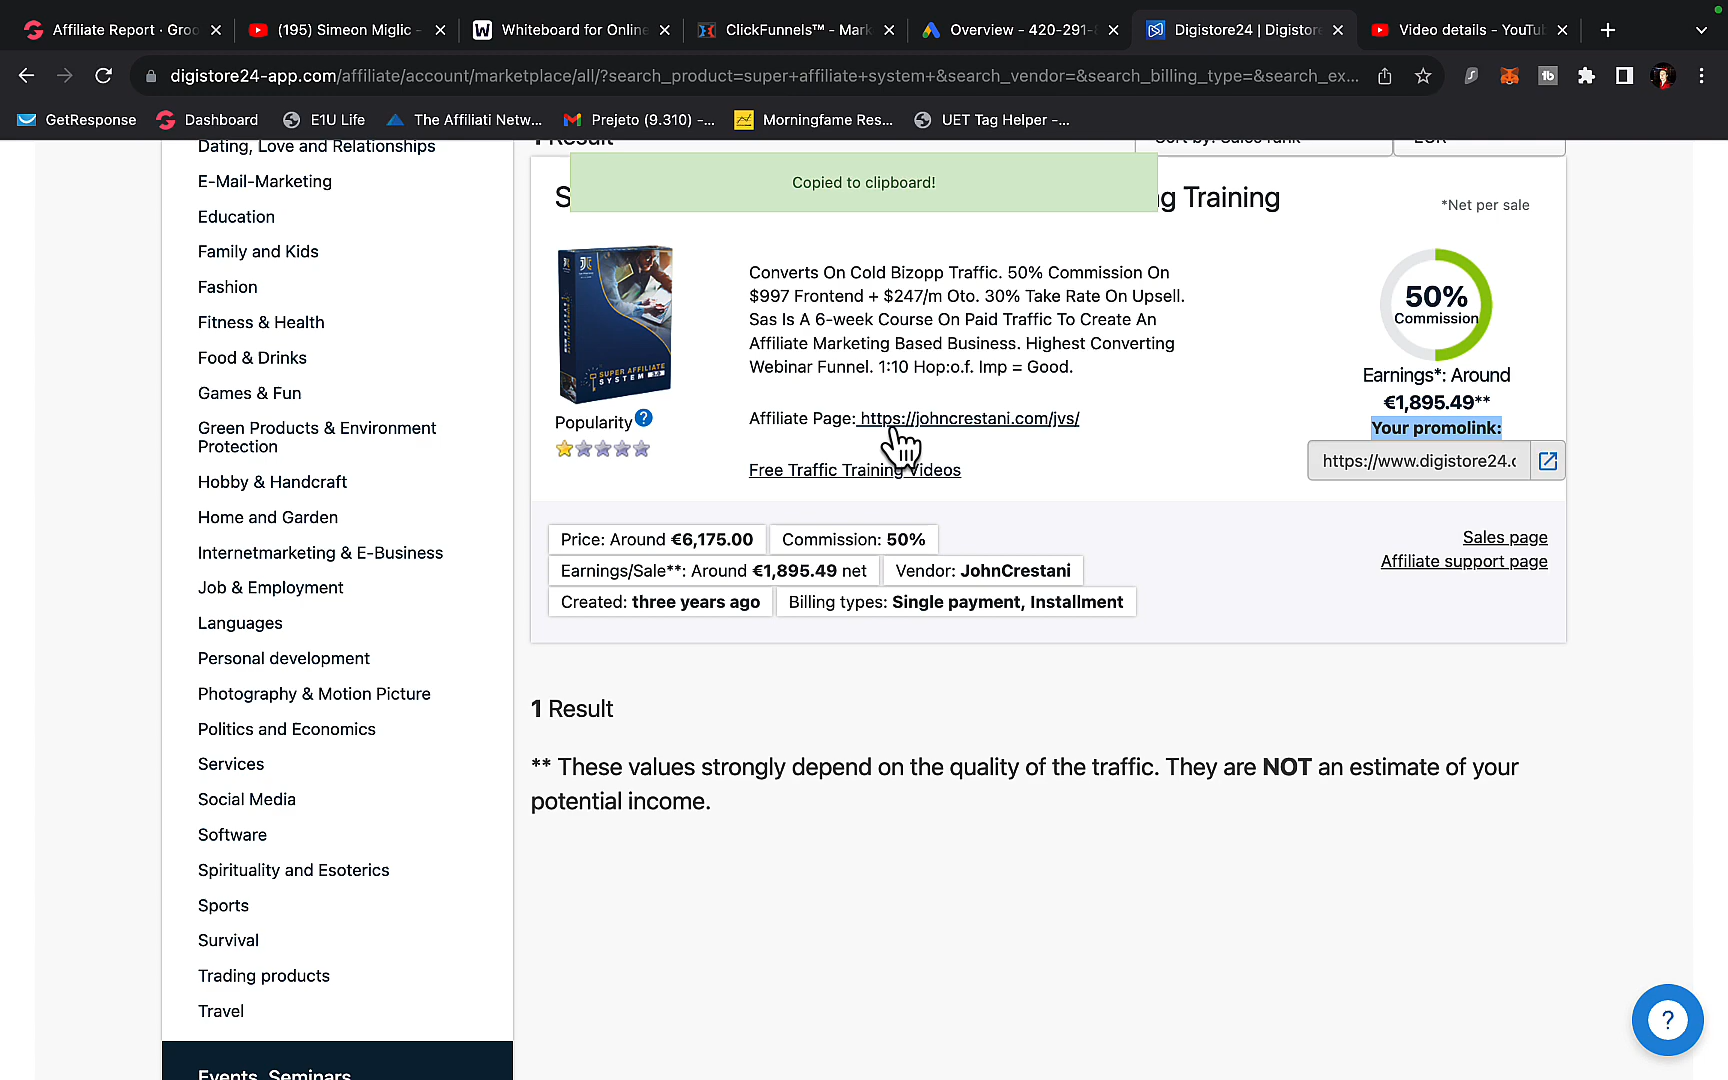 Affiliate Report · Groo
(195) Simeon Miglic -
Whiteboard for Online
ClickFunnels™ - Mark
Overview - 420-291-
Digistore24 | Digistore
Video details - YouTub
digistore24-app.com/affiliate/account/marketplace/all/?search_product=super+affiliate+system+&search_vendor=&search_billing_type=&search_ex...
GetResponse
Dashboard
E1U Life
The Affiliati Netw...
Prejeto (9.310) -...
Morningfame Res...
UET Tag Helper -...
Dating, Love and Relationships
E-Mail-Marketing
Education
Family and Kids
Fashion
Fitness & Health
Food & Drinks
Games & Fun
Green Products & Environment
Protection
Hobby & Handcraft
Home and Garden
Internetmarketing & E-Business
Job & Employment
Languages
Personal development
Photography & Motion Picture
Politics and Economics
Services
Social Media
Software
Spirituality and Esoterics
Sports
Survival
Trading products
Travel
Events, Seminars
1 Result
Sort by: Sales rank
EUR
Copied to clipboard!
Training
*Net per sale
SUPER AFFILIATE
SYSTEM
Popularity ?
Converts On Cold Bizopp Traffic. 50% Commission On
$997 Frontend + $247/m Oto. 30% Take Rate On Upsell.
Sas Is A 6-week Course On Paid Traffic To Create An
Affiliate Marketing Based Business. Highest Converting
Webinar Funnel. 1:10 Hop:o.f. Imp = Good.
Affiliate Page: https://johncrestani.com/jvs/
Free Traffic Training Videos
50%
Commission
Earnings*: Around
€1,895.49**
Your promolink:
https://www.digistore24.c
Price: Around €6,175.00
Commission: 50%
Earnings/Sale**: Around €1,895.49 net
Vendor: JohnCrestani
Created: three years ago
Billing types: Single payment, Installment
Sales page
Affiliate support page
1 Result
** These values strongly depend on the quality of the traffic. They are NOT an estimate of your
potential income.
?